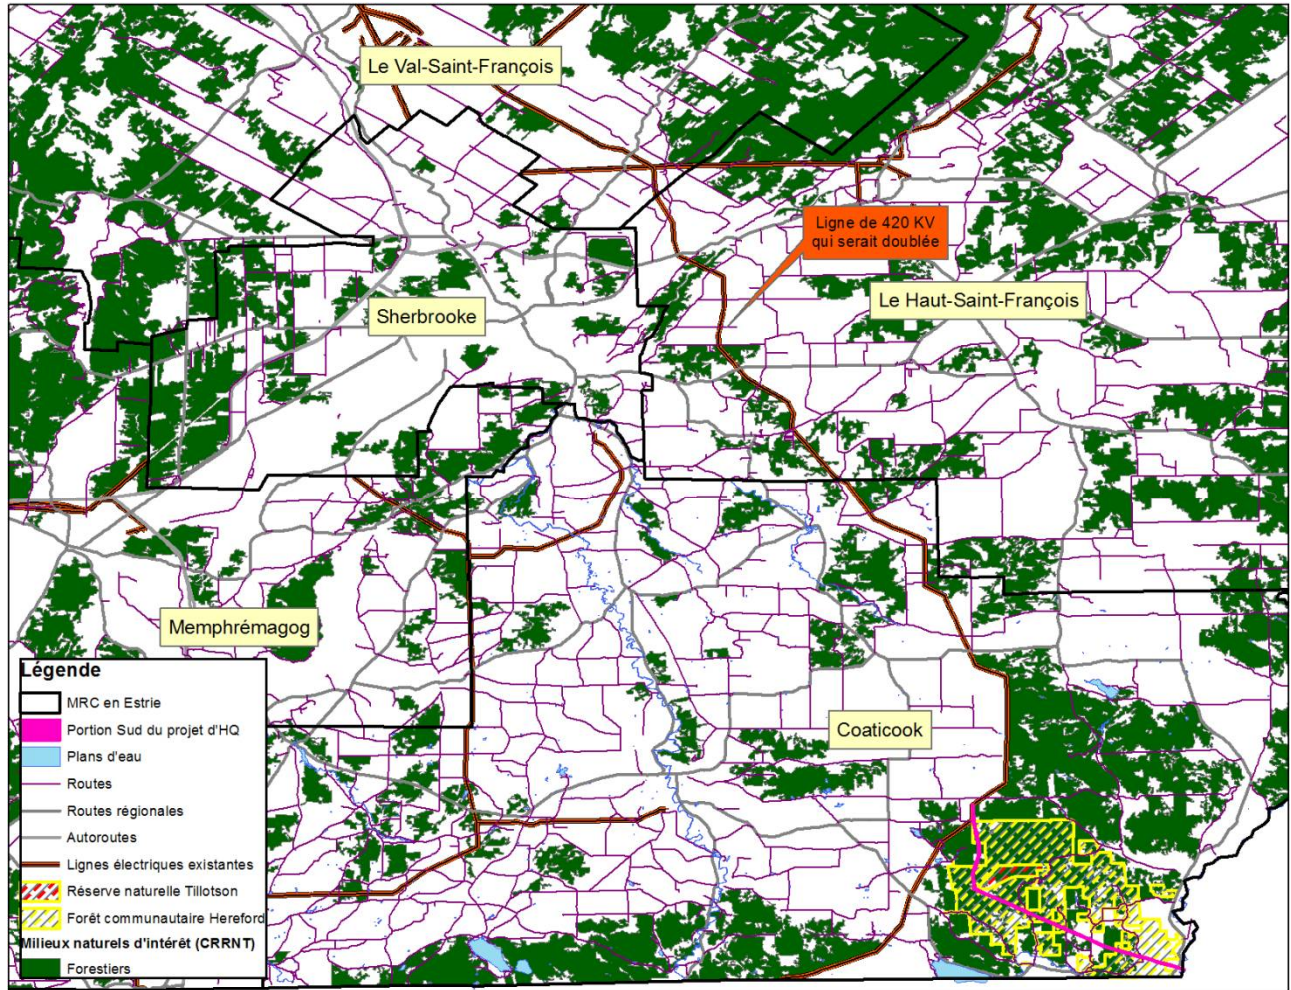 Le Val-Saint-François
Ligne de 420 KV
qui serait doublée
Le Haut-Saint-François
Sherbrooke
Memphrémagog
Coaticook
Légende
MRC en Estrie
Portion Sud du projet d'HQ
Plans d'eau
Routes
Routes régionales
Autoroutes
Lignes électriques existantes
Réserve naturelle Tillotson
Forêt communautaire Hereford
Milieux naturels d'intérêt (CRRNT)
Forestiers